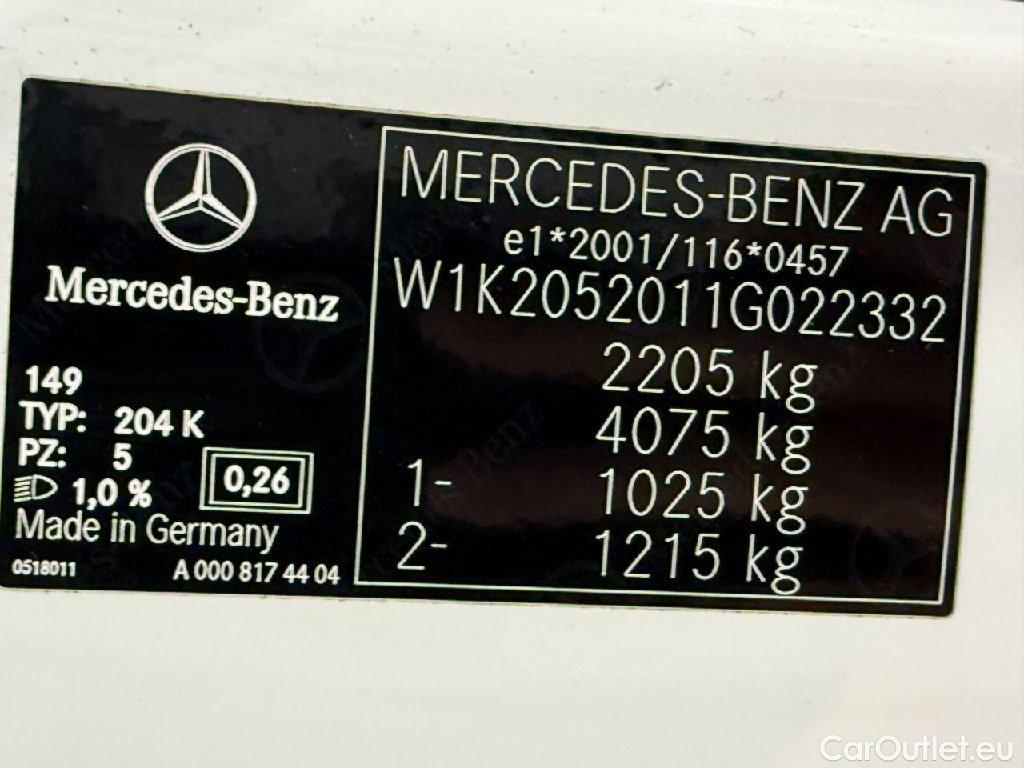 Mercedes-Benz
149
TYP: 204 K
PZ: 5
1,0 %
0,26
Made in Germany
0518011
A 000 817 44 04
MERCEDES-BENZ AG
e1*2001/116*0457
W1K2052011G022332
2205 kg
4075 kg
1- 1025 kg
2- 1215 kg
CarOutlet.eu